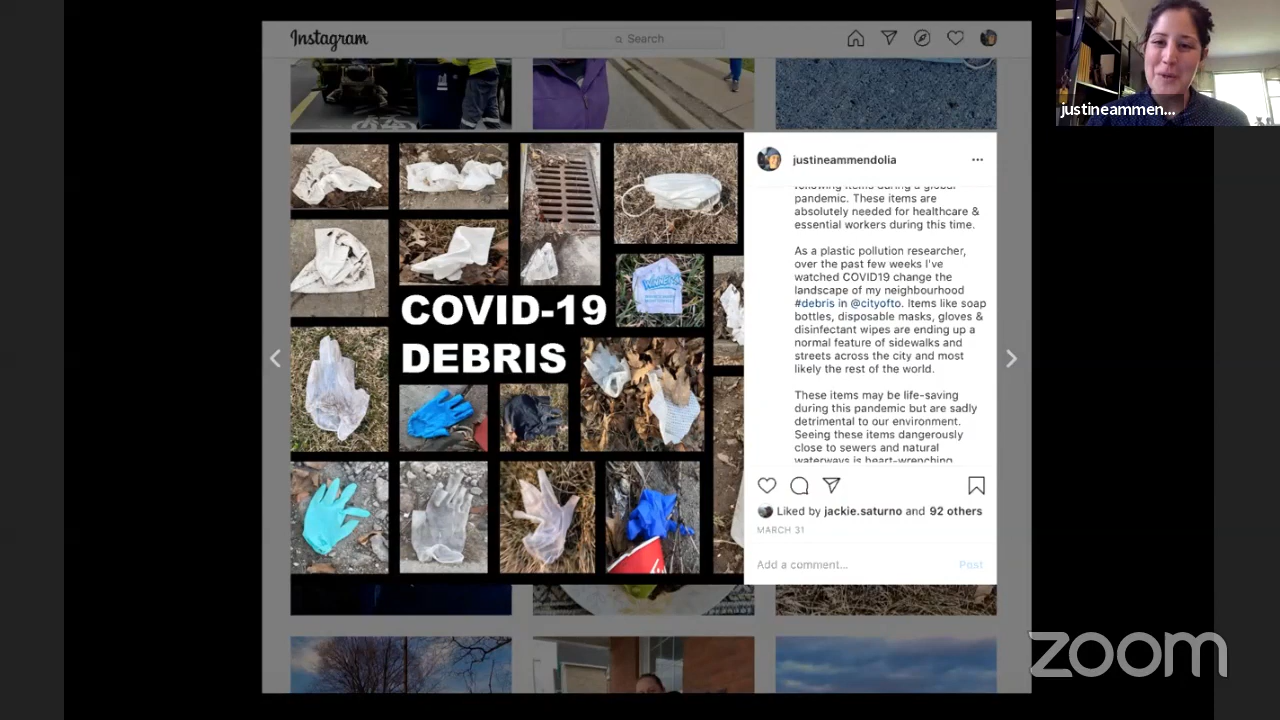 Instagram
Search
justineammen...
justineammendolia
following items during a global
pandemic. These items are
absolutely needed for healthcare &
essential workers during this time.
As a plastic pollution researcher,
over the past few weeks I've
watched COVID19 change the
landscape of my neighbourhood
#debris in @cityofto. Items like soap
bottles, disposable masks, gloves &
disinfectant wipes are ending up a
normal feature of sidewalks and
streets across the city and most
likely the rest of the world.
These items may be life-saving
during this pandemic but are sadly
detrimental to our environment.
Seeing these items dangerously
close to sewers and natural
waterways is heart-wrenching
COVID-19
DEBRIS
Liked by jackie.saturno and 92 others
MARCH 31
Add a comment...
Post
zoom